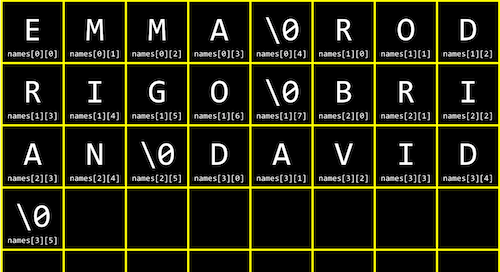 E M M A \0 R O D
names[0][0] names[0][1] names[0][2] names[0][3] names[0][4] names[1][0] names[1][1] names[1][2]
R I G O \0 B R I
names[1][3] names[1][4] names[1][5] names[1][6] names[1][7] names[2][0] names[2][1] names[2][2]
A N \0 D A V I D
names[2][3] names[2][4] names[2][5] names[3][0] names[3][1] names[3][2] names[3][3] names[3][4]
\0
names[3][5]